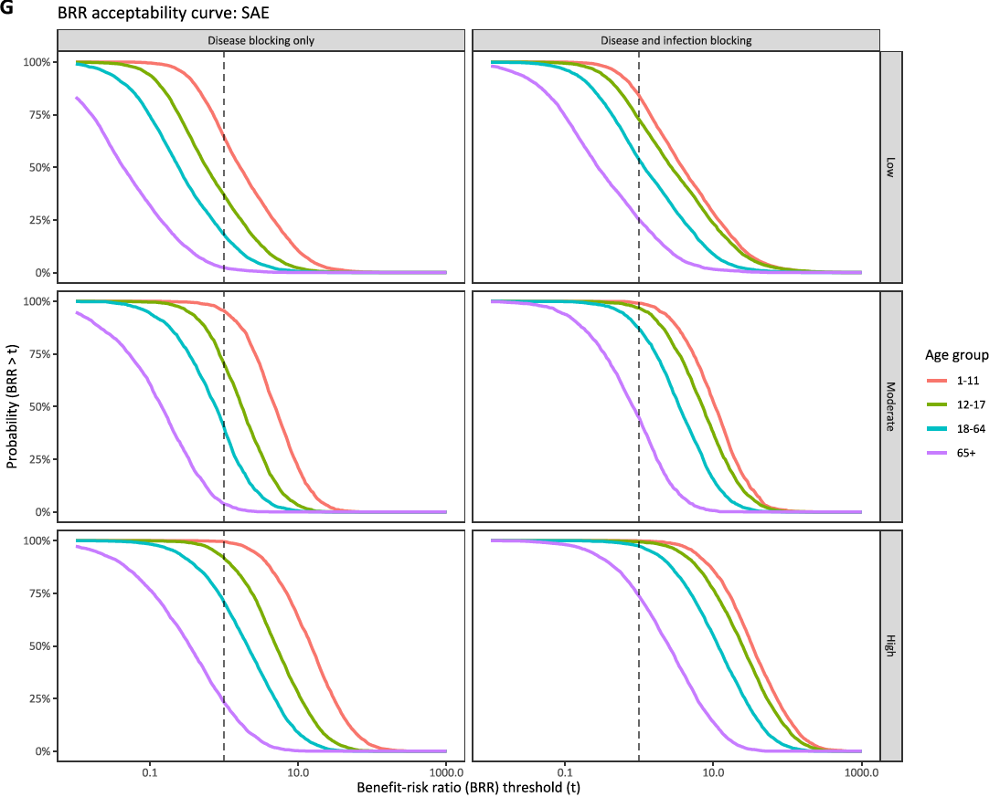 G
BRR acceptability curve: SAE
Disease blocking only
Disease and infection blocking
100%
75%
50%
25%
0%
Low
100%
75%
50%
25%
0%
Moderate
100%
75%
50%
25%
0%
High
Probability (BRR > t)
0.1
10.0
1000.0
0.1
10.0
1000.0
Benefit-risk ratio (BRR) threshold (t)
Age group
1-11
12-17
18-64
65+